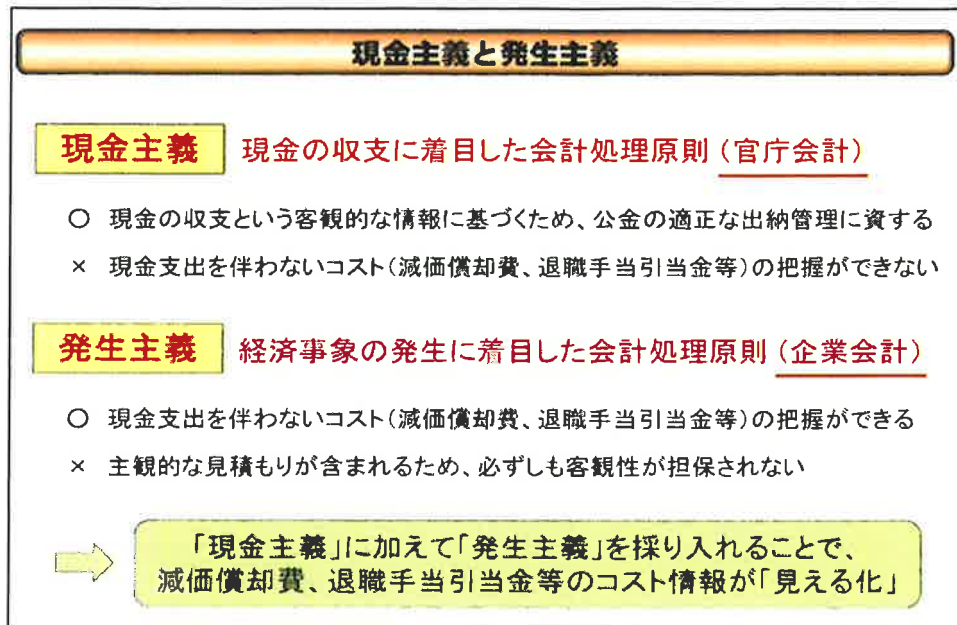 現金主義と発生主義
現金主義 現金の収支に着目した会計処理原則(官庁会計)
○ 現金の収支という客観的な情報に基づくため、公金の適正な出納管理に資する
× 現金支出を伴わないコスト(減価償却費、退職手当引当金等)の把握ができない
発生主義 経済事象の発生に着目した会計処理原則(企業会計)
○ 現金支出を伴わないコスト(減価償却費、退職手当引当金等)の把握ができる
× 主観的な見積もりが含まれるため、必ずしも客観性が担保されない
「現金主義」に加えて「発生主義」を採り入れることで、
減価償却費、退職手当引当金等のコスト情報が「見える化」